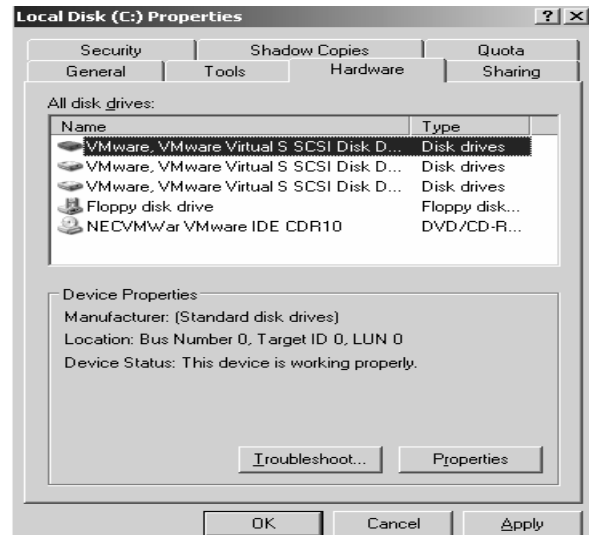 Local Disk (C:) Properties
Security Shadow Copies Quota
General Tools Hardware Sharing
All disk drives:
Name Type
VMware, VMware Virtual S SCSI Disk D... Disk drives
VMware, VMware Virtual S SCSI Disk D... Disk drives
VMware, VMware Virtual S SCSI Disk D... Disk drives
Floppy disk drive Floppy disk...
NECVMWar VMware IDE CDR10 DVD/CD-R...
Device Properties
Manufacturer: (Standard disk drives)
Location: Bus Number 0, Target ID 0, LUN 0
Device Status: This device is working properly.
Troubleshoot... Properties
OK Cancel Apply